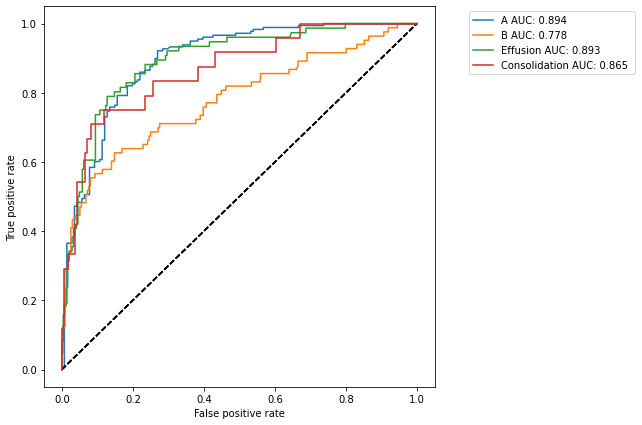 A AUC: 0.894
B AUC: 0.778
Effusion AUC: 0.893
Consolidation AUC: 0.865
True positive rate
1.0
0.8
0.6
0.4
0.2
0.0
0.0 0.2 0.4 0.6 0.8 1.0
False positive rate